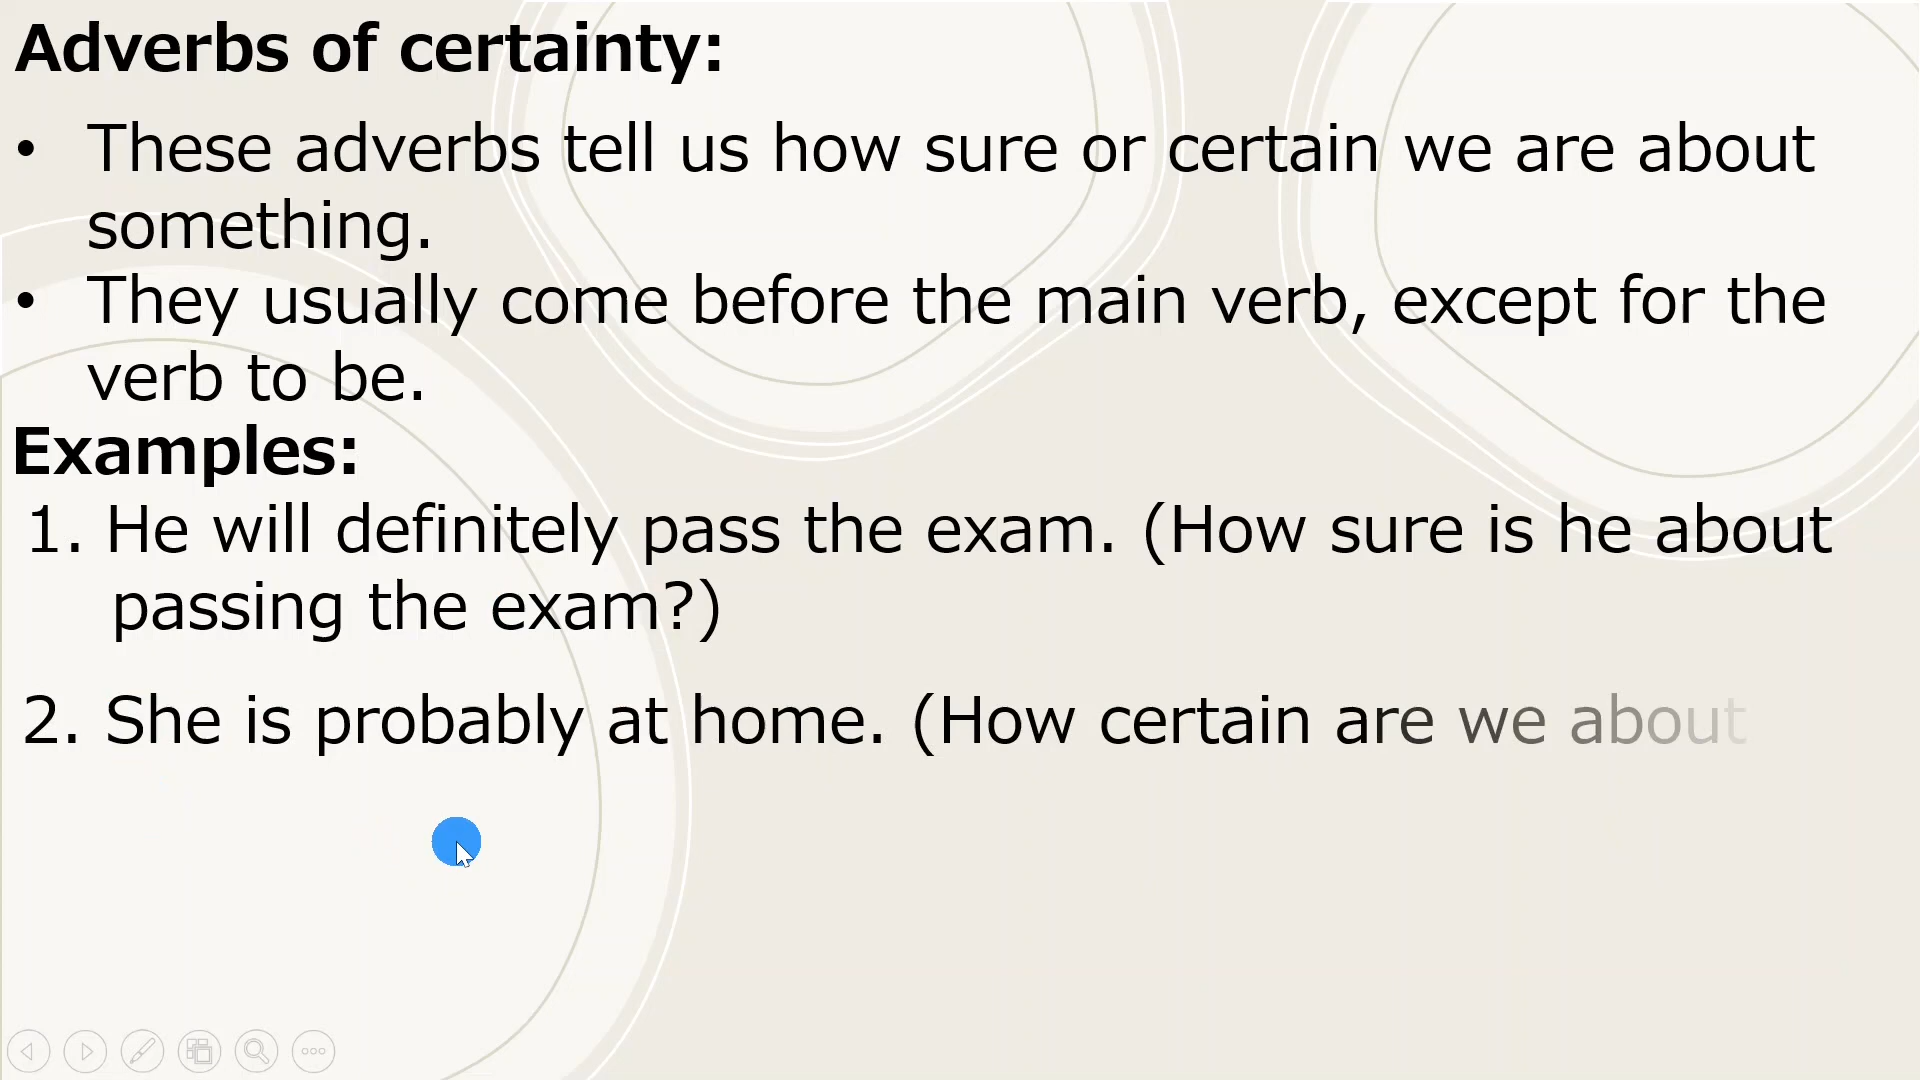 Adverbs of certainty:
• These adverbs tell us how sure or certain we are about
something.
• They usually come before the main verb, except for the
verb to be.
Examples:
1. He will definitely pass the exam. (How sure is he about
passing the exam?)
2. She is probably at home. (How certain are we about